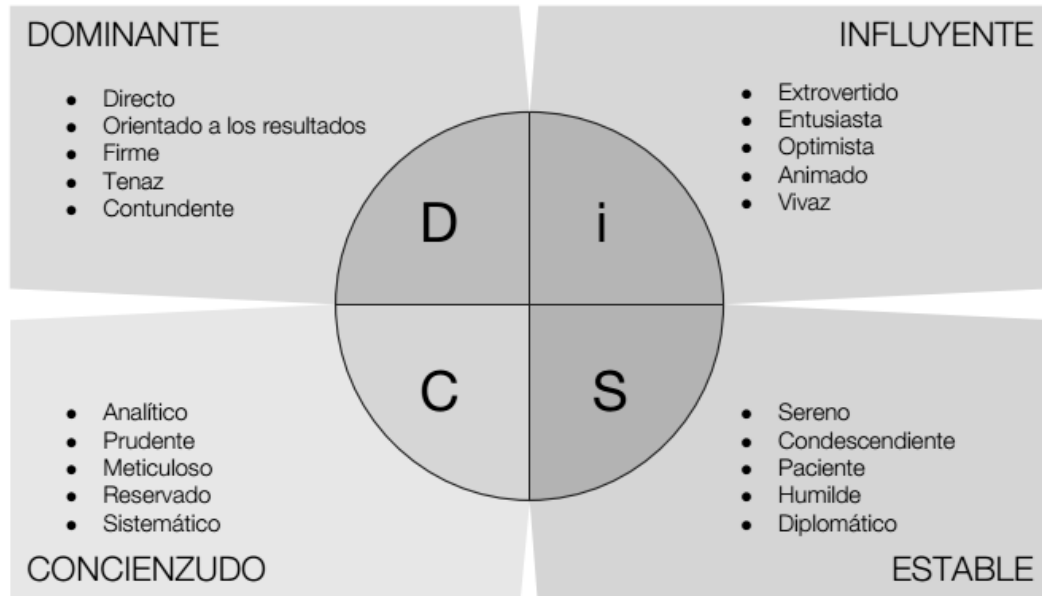 DOMINANTE
• Directo
• Orientado a los resultados
• Firme
• Tenaz
• Contundente
INFLUYENTE
• Extrovertido
• Entusiasta
• Optimista
• Animado
• Vivaz
D
i
C
S
• Analítico
• Prudente
• Meticuloso
• Reservado
• Sistemático
CONCIENZUDO
• Sereno
• Condescendiente
• Paciente
• Humilde
• Diplomático
ESTABLE